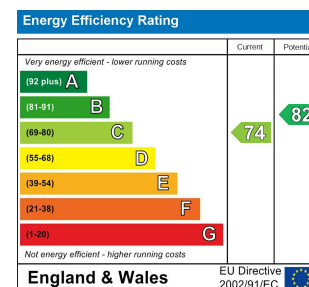 Energy Efficiency Rating
Current Potentia
Very energy efficient - lower running costs
(92 plus) A
(81-91) B
82
(69-80) C 74
(55-68) D
(39-54) E
(21-38) F
(1-20) G
Not energy efficient - higher running costs
England & Wales
EU Directive
2002/91/EC